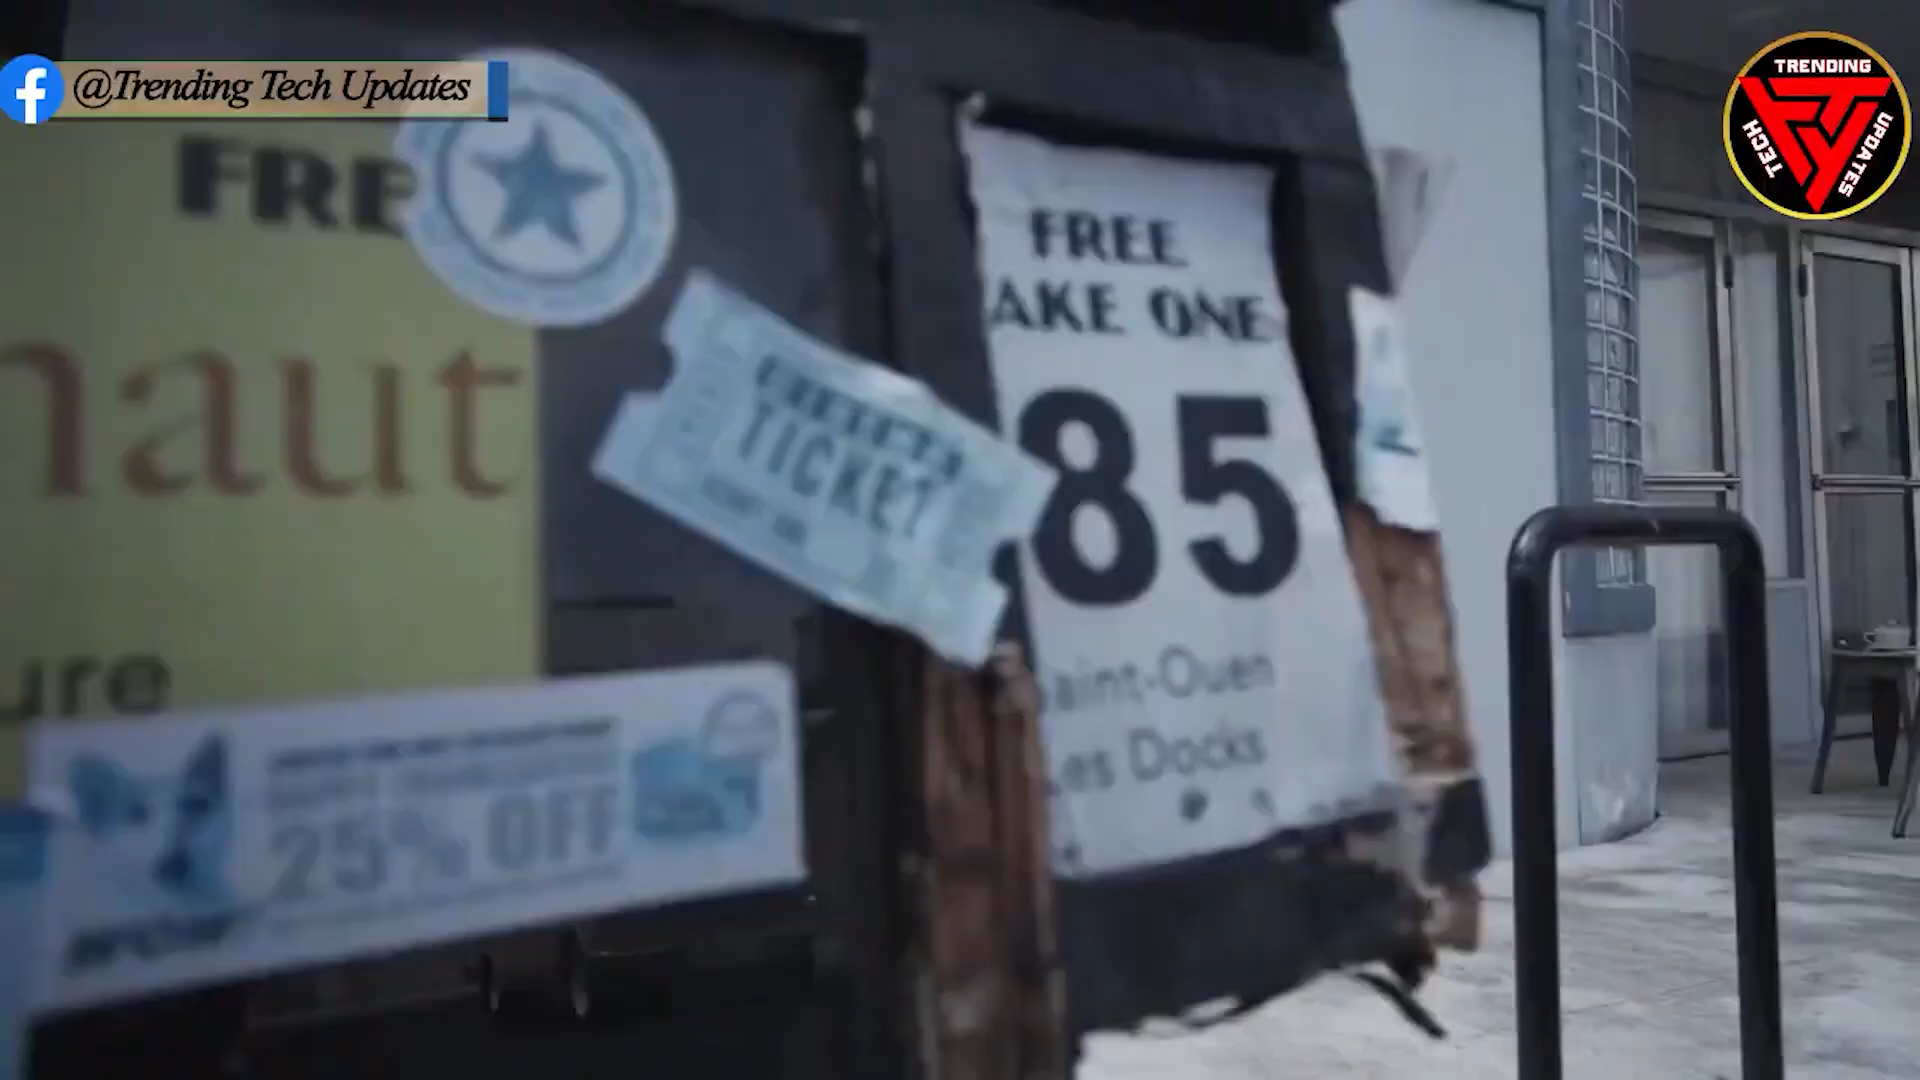 @Trending Tech Updates
TRENDING
TECH
UPDATES
FRE
naut
ure
TICKET
25% OFF
FREE
AKE ONE
85
aint-Ouen
es Docks